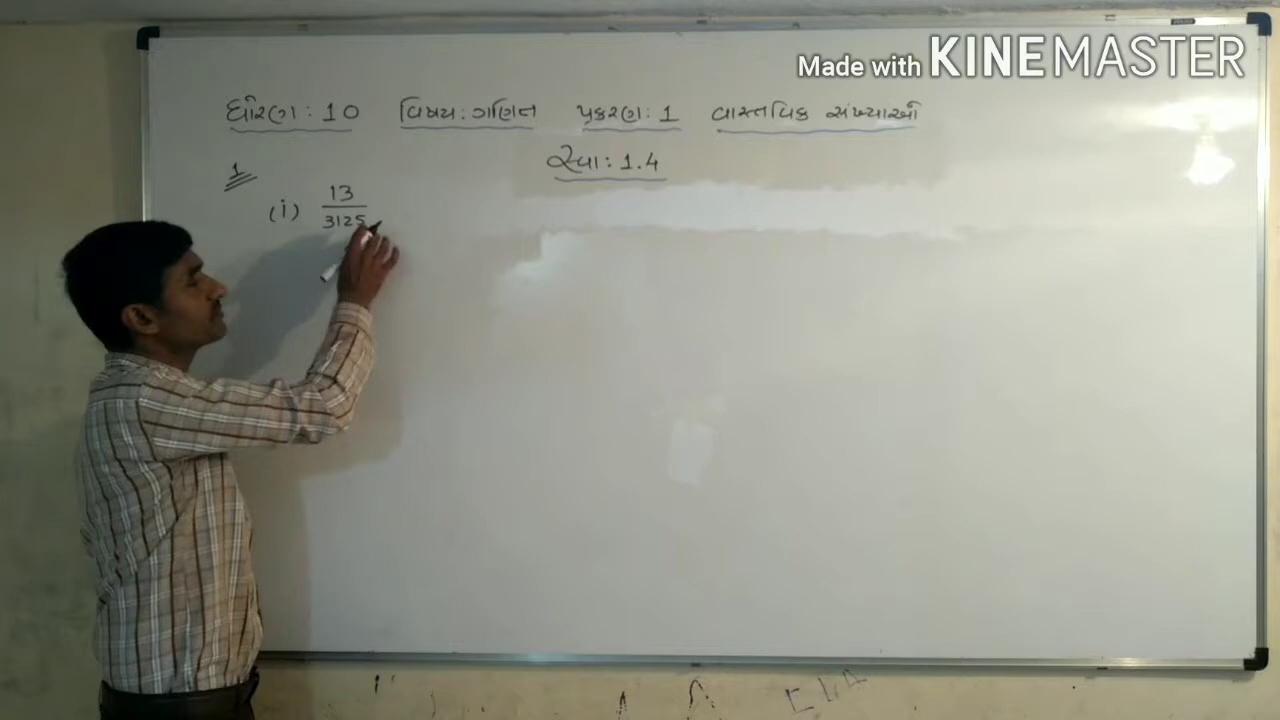 Made with KINEMASTER
ધોરણ : 10 વિષય : ગણિત પ્રકરણ : 1 વાસ્તવિક સંખ્યાઓ
સ્વા : 1.4
1
(i) 13
3125